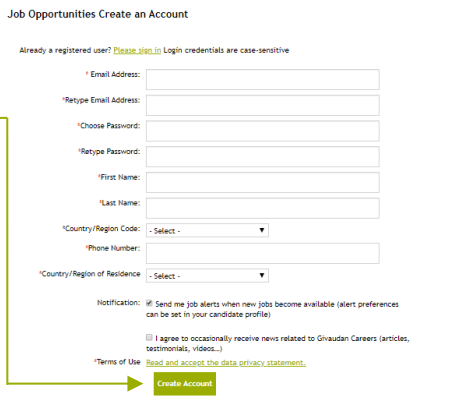 Job Opportunities Create an Account
Already a registered user? Please sign in Login credentials are case-sensitive
* Email Address:
*Retype Email Address:
*Choose Password:
*Retype Password:
*First Name:
*Last Name:
*Country/Region Code: - Select -
*Phone Number:
*Country/Region of Residence - Select -
Notification: Send me job alerts when new jobs become available (alert preferences
can be set in your candidate profile)
I agree to occasionally receive news related to Givaudan Careers (articles,
testimonials, videos...)
*Terms of Use Read and accept the data privacy statement.
Create Account